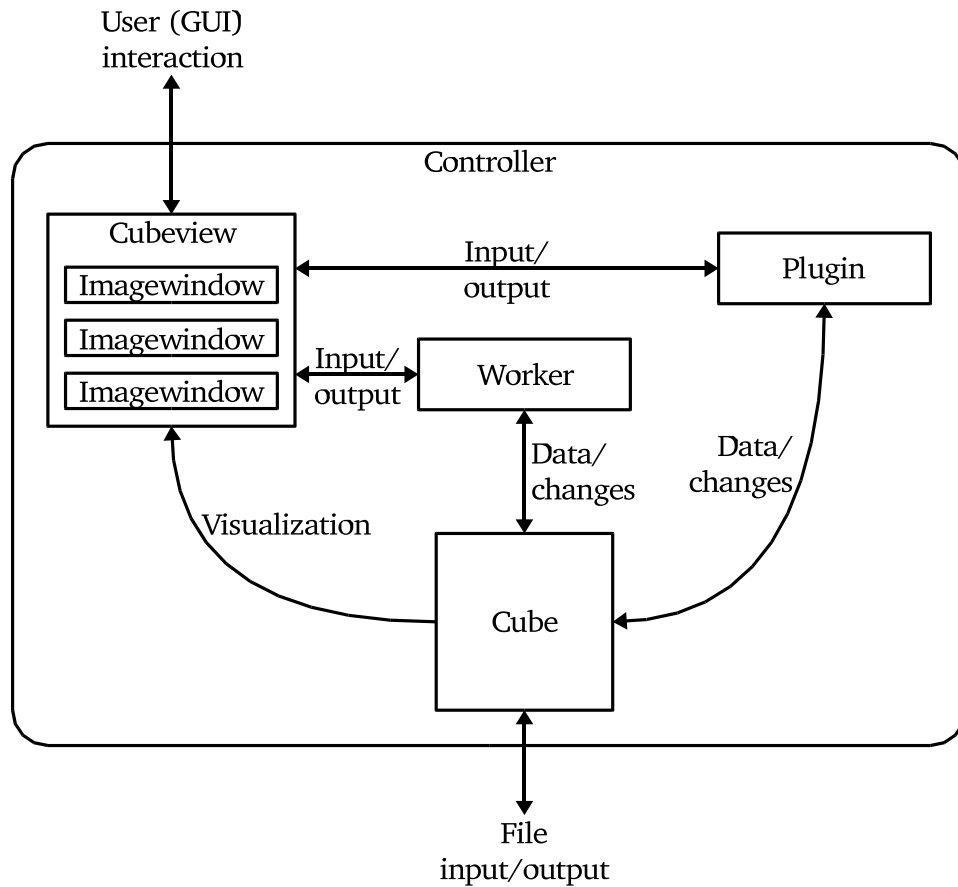 User (GUI)
interaction
Controller
Cubeview
Imagewindow
Imagewindow
Imagewindow
Input/
output
Plugin
Input/
output
Worker
Data/
changes
Data/
changes
Visualization
Cube
File
input/output